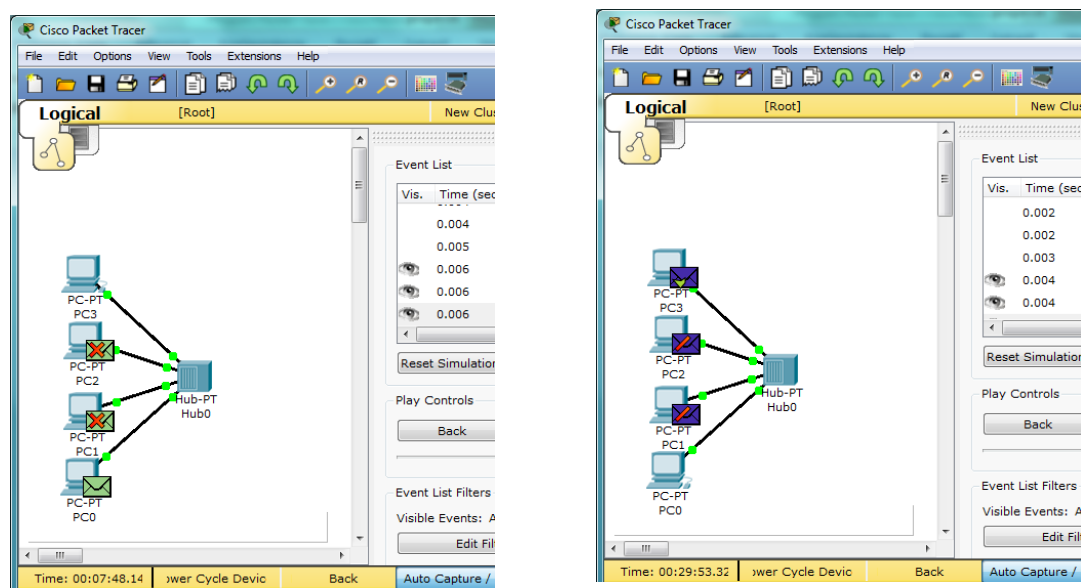 Cisco Packet Tracer
File Edit Options View Tools Extensions Help
Logical [Root] New Clus
Event List
Vis. Time (sec
0.004
0.005
0.006
0.006
0.006
PC-PT
PC3
PC-PT
PC2
PC-PT
PC1
PC-PT
PC0
Hub-PT
Hub0
Reset Simulation
Play Controls
Back
Event List Filters
Visible Events: A
Edit Fil
Time: 00:07:48.14 ower Cycle Devic Back Auto Capture /
Cisco Packet Tracer
File Edit Options View Tools Extensions Help
Logical [Root] New Clus
Event List
Vis. Time (sec
0.002
0.002
0.003
0.004
0.004
PC-PT
PC3
PC-PT
PC2
PC-PT
PC1
PC-PT
PC0
Hub-PT
Hub0
Reset Simulation
Play Controls
Back
Event List Filters
Visible Events: A
Edit Filt
Time: 00:29:53.32 ower Cycle Devic Back Auto Capture /